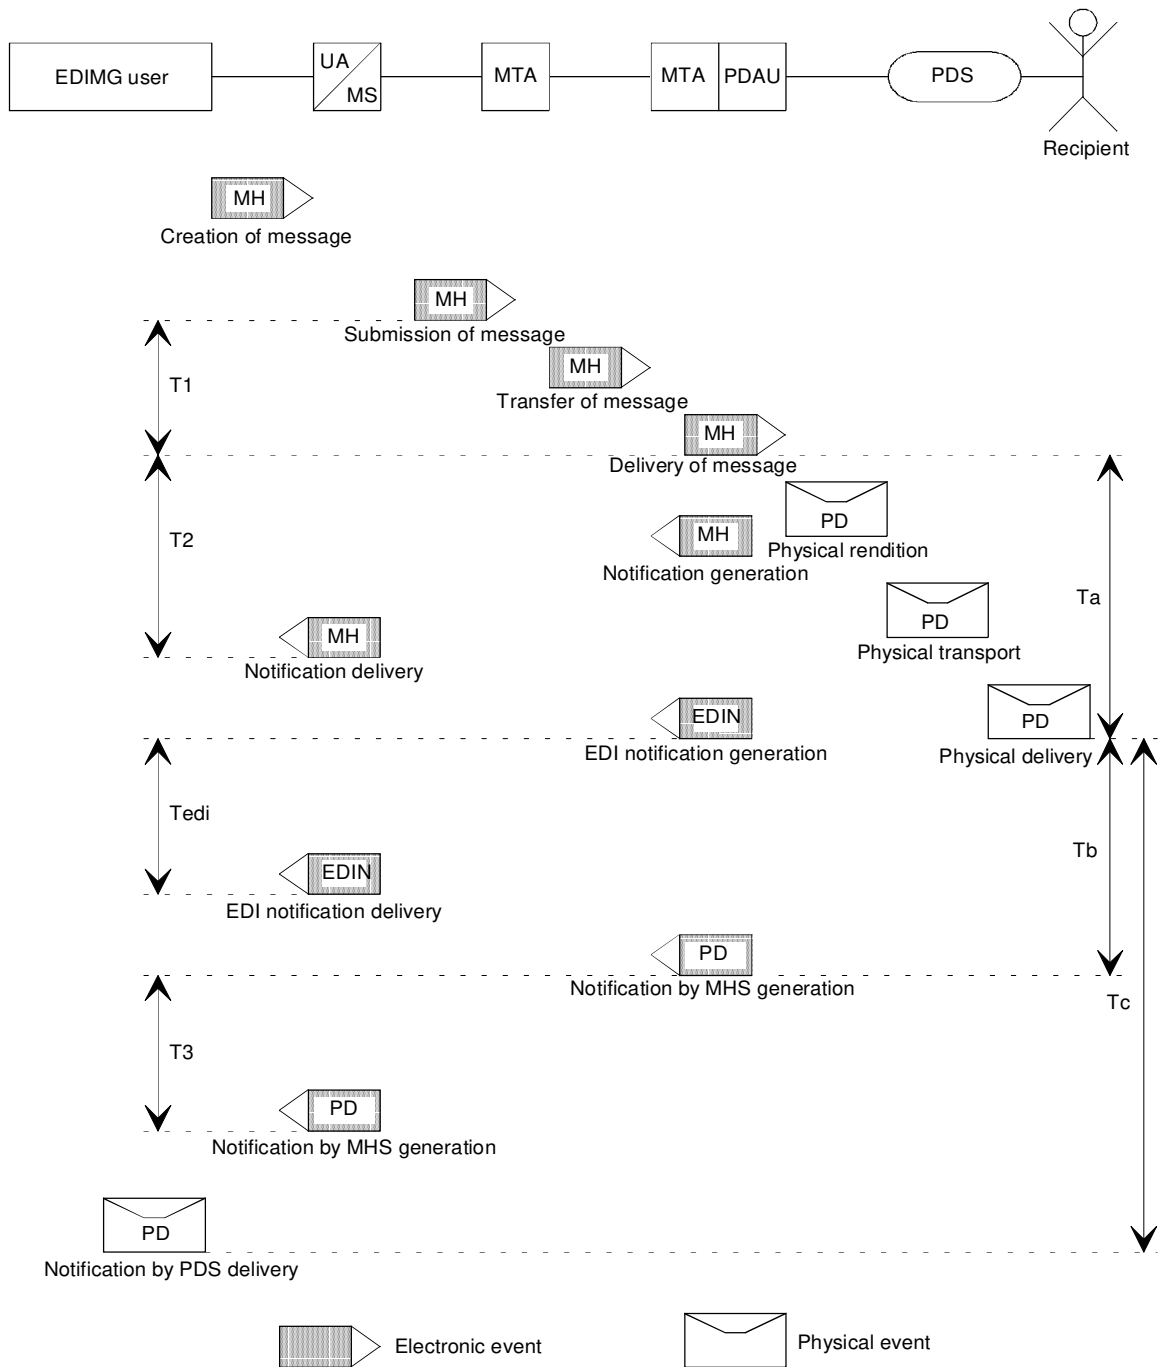 EDIMG user
UA
MS
MTA
MTA
PDAU
PDS
Recipient
MH
Creation of message
MH
Submission of message
T1
MH
Transfer of message
MH
Delivery of message
T2
MH
Notification generation
PD
Physical rendition
Ta
PD
Physical transport
MH
Notification delivery
EDIN
EDI notification generation
PD
Physical delivery
Tedi
Tb
EDIN
EDI notification delivery
PD
Notification by MHS generation
Tc
T3
PD
Notification by MHS generation
PD
Notification by PDS delivery
Electronic event
Physical event